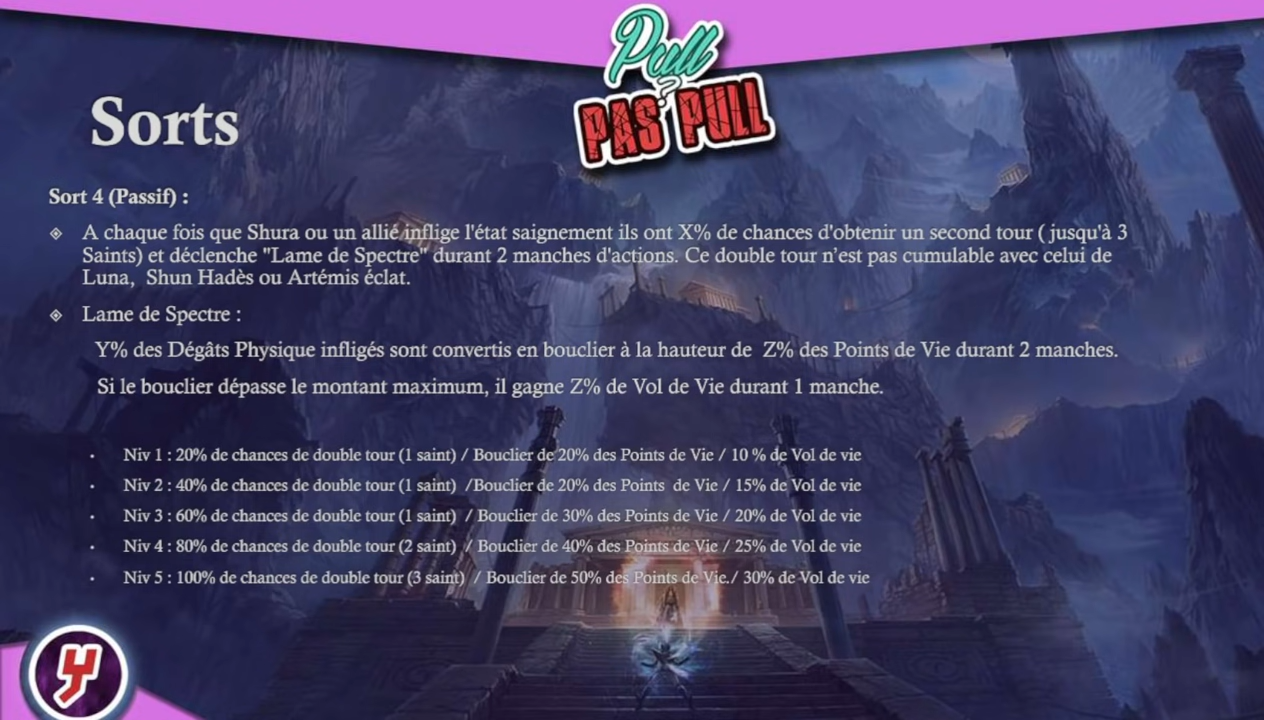 Pull
?
PAS PULL
Sorts
Sort 4 (Passif) :
A chaque fois que Shura ou un allié inflige l'état saignement ils ont X% de chances d'obtenir un second tour ( jusqu'à 3
Saints) et déclenche "Lame de Spectre" durant 2 manches d'actions. Ce double tour n'est pas cumulable avec celui de
Luna, Shun Hadès ou Artémis éclat.
Lame de Spectre :
Y% des Dégâts Physique infligés sont convertis en bouclier à la hauteur de Z% des Points de Vie durant 2 manches.
Si le bouclier dépasse le montant maximum, il gagne Z% de Vol de Vie durant 1 manche.
Niv 1 : 20% de chances de double tour (1 saint) / Bouclier de 20% des Points de Vie / 10 % de Vol de vie
Niv 2 : 40% de chances de double tour (1 saint) /Bouclier de 20% des Points de Vie / 15% de Vol de vie
Niv 3 : 60% de chances de double tour (1 saint) / Bouclier de 30% des Points de Vie / 20% de Vol de vie
Niv 4 : 80% de chances de double tour (2 saint) / Bouclier de 40% des Points de Vie / 25% de Vol de vie
Niv 5 : 100% de chances de double tour (3 saint) / Bouclier de 50% des Points de Vie./ 30% de Vol de vie
Y